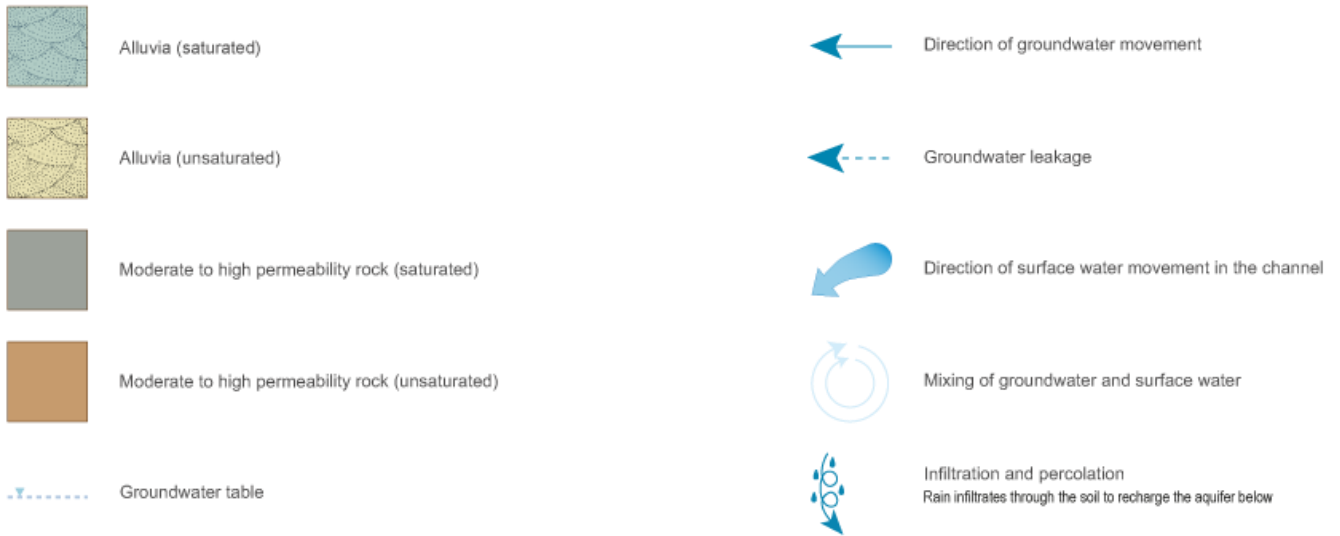 Alluvia (saturated)
Direction of groundwater movement
Alluvia (unsaturated)
Groundwater leakage
Moderate to high permeability rock (saturated)
Direction of surface water movement in the channel
Moderate to high permeability rock (unsaturated)
Mixing of groundwater and surface water
Groundwater table
Infiltration and percolation
Rain infiltrates through the soil to recharge the aquifer below